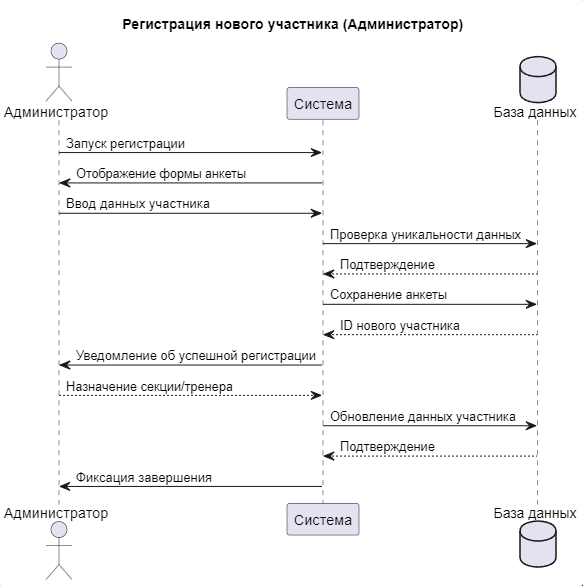 Регистрация нового участника (Администратор)
Администратор
Система
База данных
Запуск регистрации
Отображение формы анкеты
Ввод данных участника
Проверка уникальности данных
Подтверждение
Сохранение анкеты
ID нового участника
Уведомление об успешной регистрации
Назначение секции/тренера
Обновление данных участника
Подтверждение
Фиксация завершения
Администратор
Система
База данных